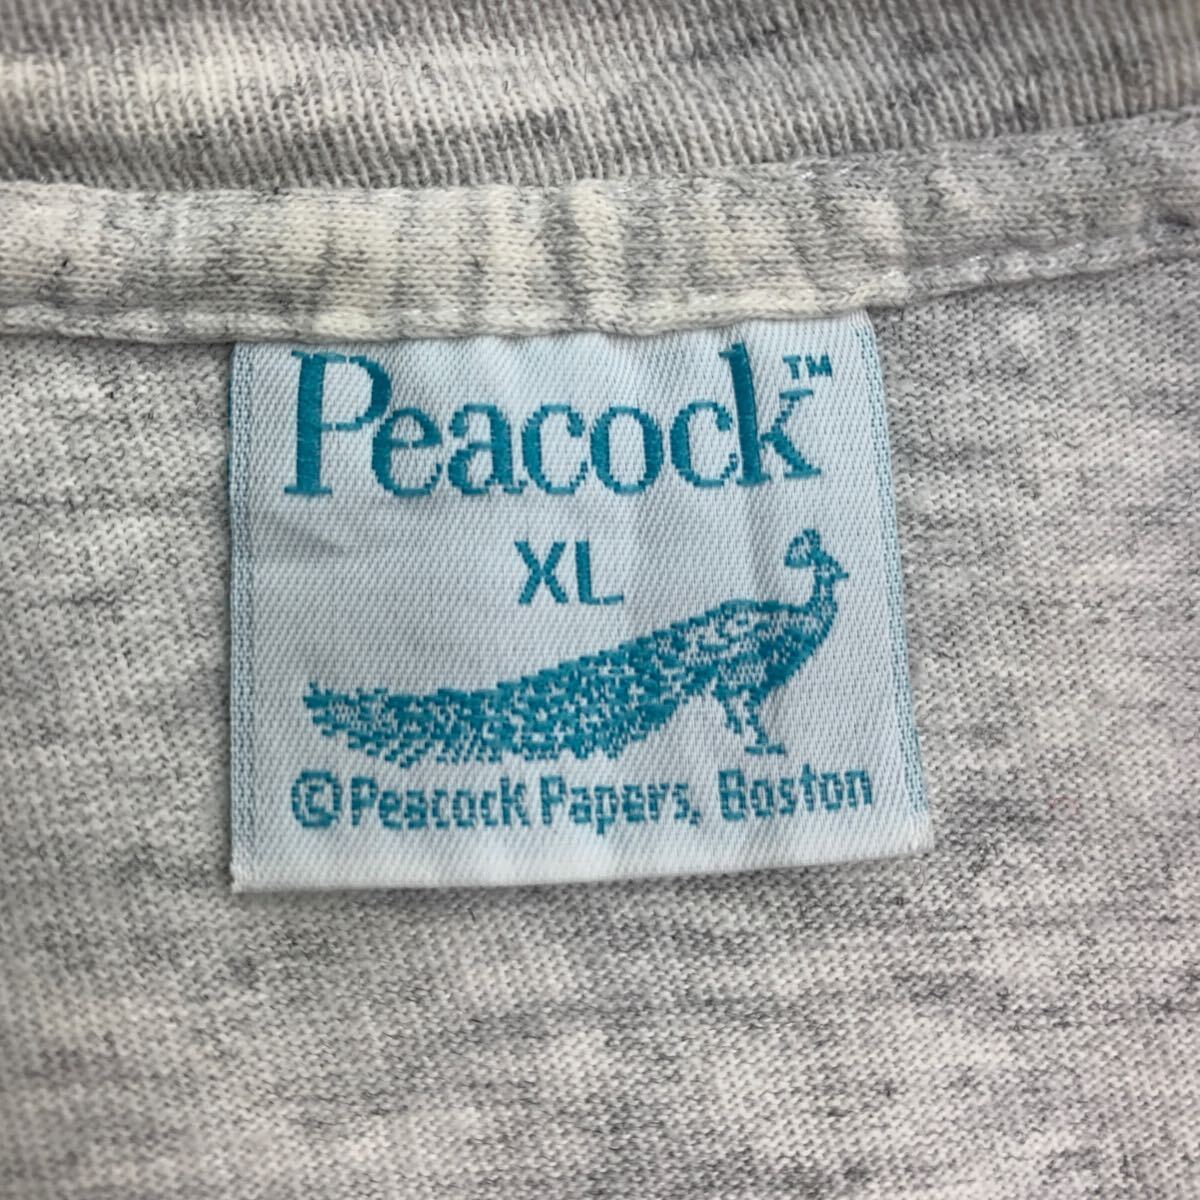 Peacock™
XL
©Peacock Papers, Boston